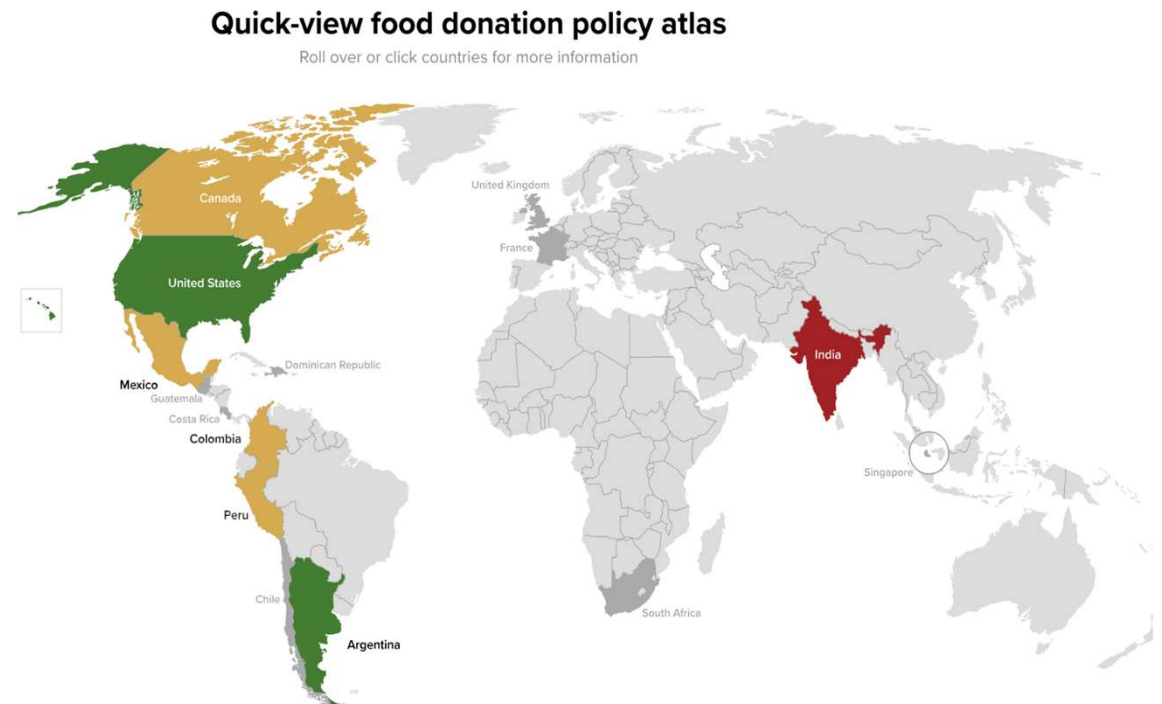 Quick-view food donation policy atlas
Roll over or click countries for more information
United Kingdom
Canada
France
United States
India
Dominican Republic
Mexico
Guatemala
Costa Rica
Colombia
Singapore
Peru
Chile
South Africa
Argentina